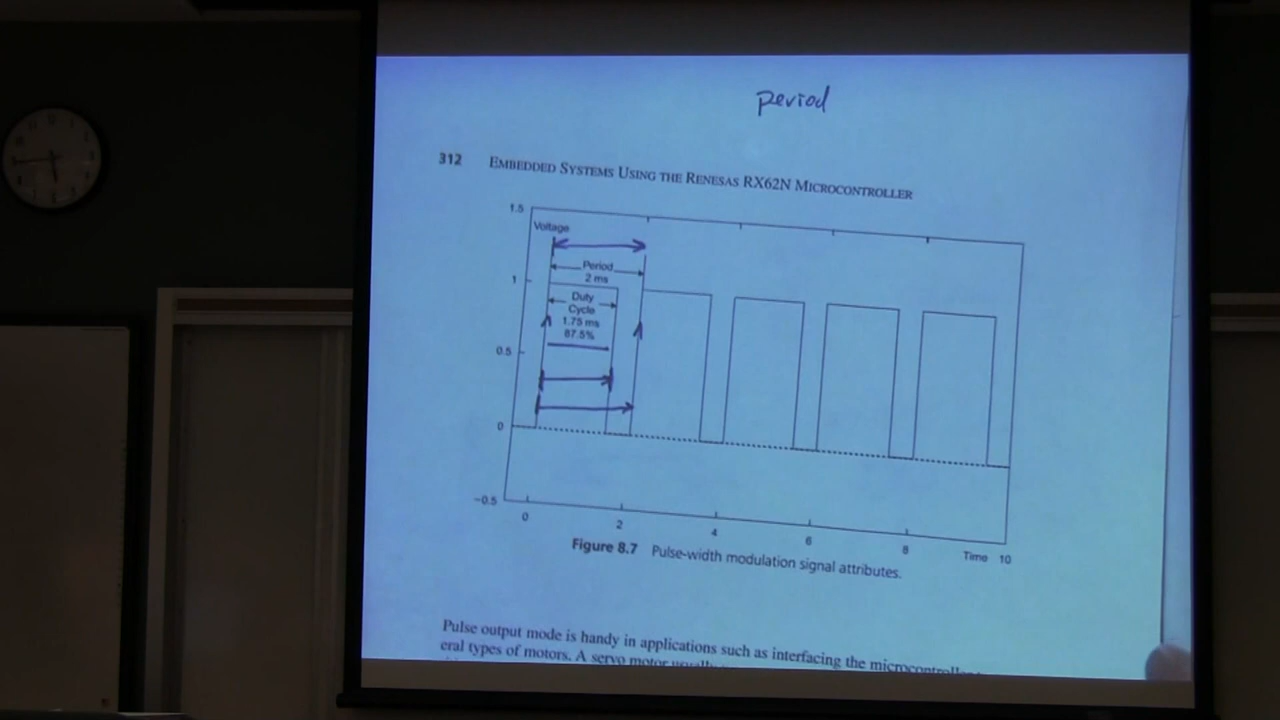 period
312 EMBEDDED SYSTEMS USING THE RENESAS RX62N MICROCONTROLLER
1.5
Voltage
Period
2 ms
1
Duty
Cycle
1.75 ms
87.5%
0.5
0
-0.5
0 2 4 6 8 Time 10
Figure 8.7 Pulse-width modulation signal attributes.
Pulse output mode is handy in applications such as interfacing the microcontroller
eral types of motors. A servo motor usually